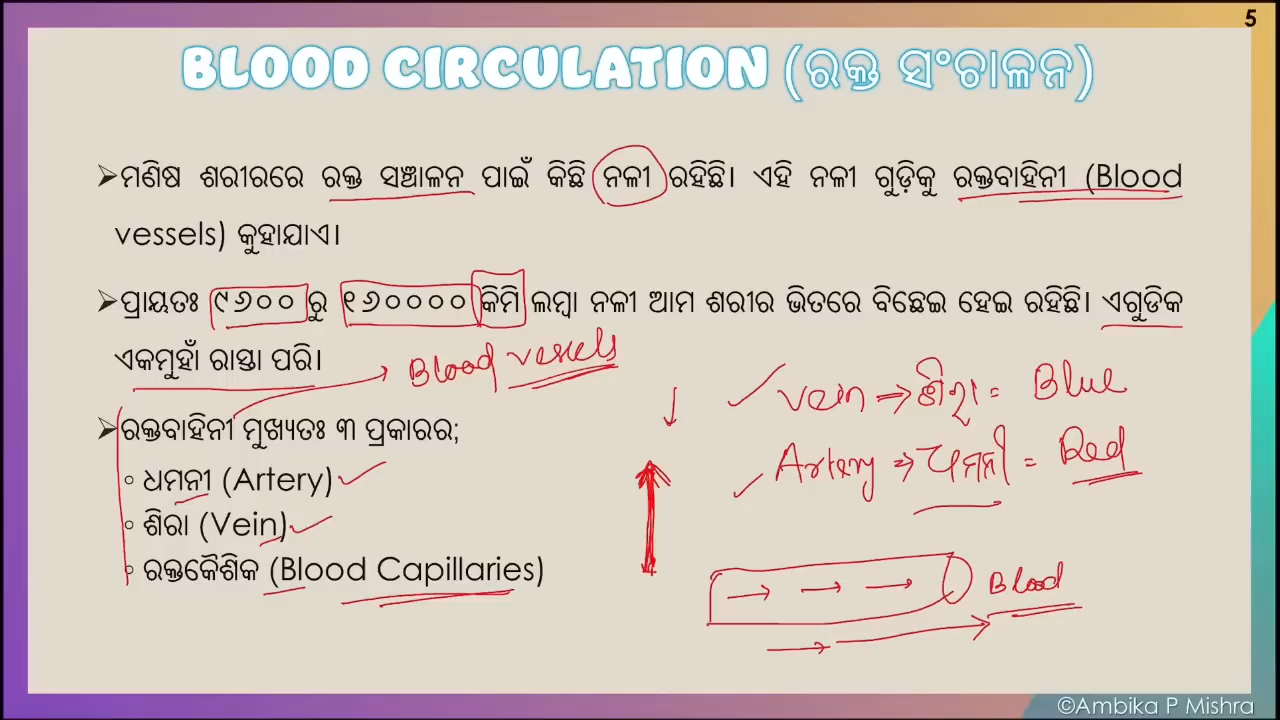 5
BLOOD CIRCULATION (ରକ୍ତ ସଂଚାଳନ)
➢ମଣିଷ ଶରୀରରେ ରକ୍ତ ସଞ୍ଚାଳନ ପାଇଁ କିଛି ନଳୀ ରହିଛି। ଏହି ନଳୀ ଗୁଡ଼ିକୁ ରକ୍ତବାହିନୀ (Blood
vessels) କୁହାଯାଏ।
➢ପ୍ରାୟତଃ ୯୬୦୦ ରୁ ୧୬୦୦୦୦ କିମି ଲମ୍ବା ନଳୀ ଆମ ଶରୀର ଭିତରେ ବିଛେଇ ହେଇ ରହିଛି। ଏଗୁଡିକ
ଏକମୁହାଁ ରାସ୍ତା ପରି।
Blood vessels
➢ରକ୍ତବାହିନୀ ମୁଖ୍ୟତଃ ୩ ପ୍ରକାରର;
◦ ଧମନୀ (Artery)
◦ ଶିରା (Vein)
◦ ରକ୍ତକୈଶିକ (Blood Capillaries)
Vein ⇒ ଶିରା = Blue
Artery ⇒ ଧମନୀ = Red
Blood
©Ambika P Mishra